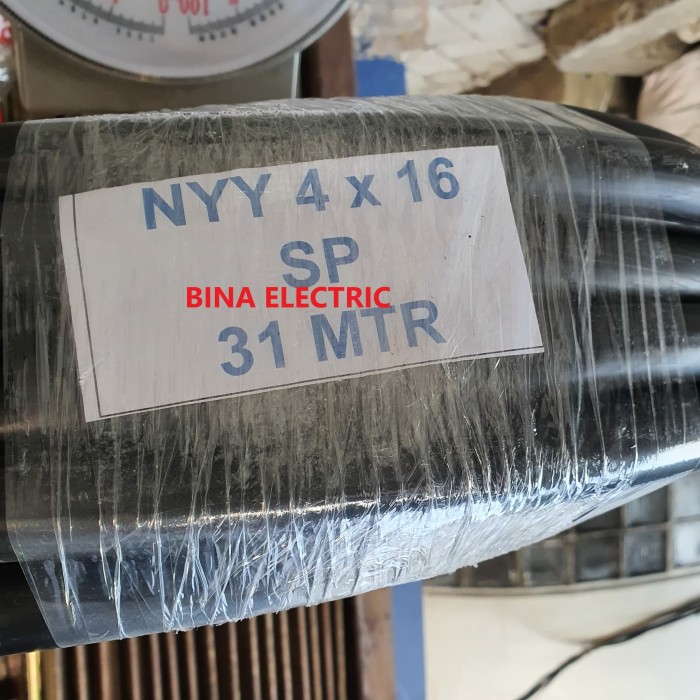 NYY 4 x 16
SP
BINA ELECTRIC
31 MTR